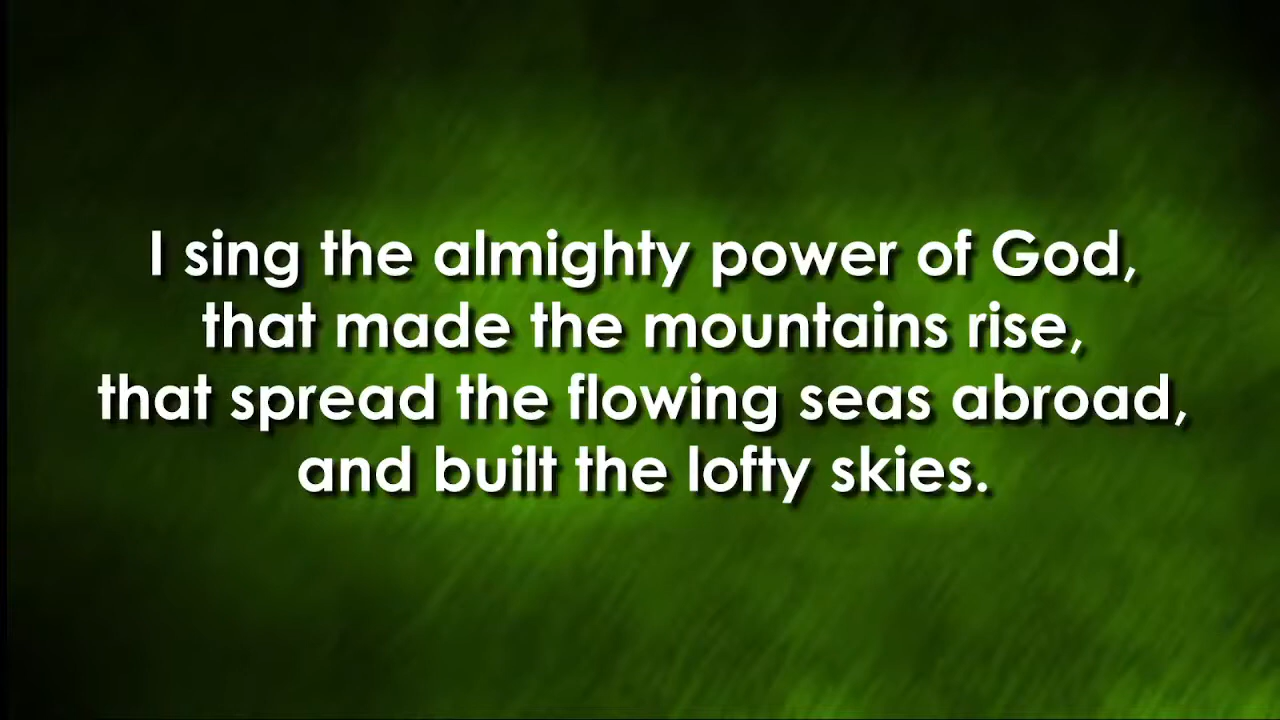 I sing the almighty power of God,
that made the mountains rise,
that spread the flowing seas abroad,
and built the lofty skies.